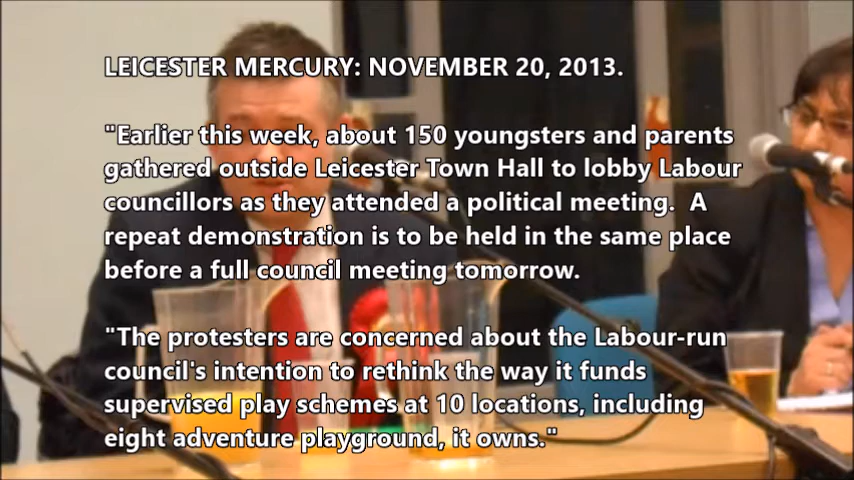 LEICESTER MERCURY: NOVEMBER 20, 2013.
"Earlier this week, about 150 youngsters and parents
gathered outside Leicester Town Hall to lobby Labour
councillors as they attended a political meeting. A
repeat demonstration is to be held in the same place
before a full council meeting tomorrow.
"The protesters are concerned about the Labour-run
council's intention to rethink the way it funds
supervised play schemes at 10 locations, including
eight adventure playground, it owns."